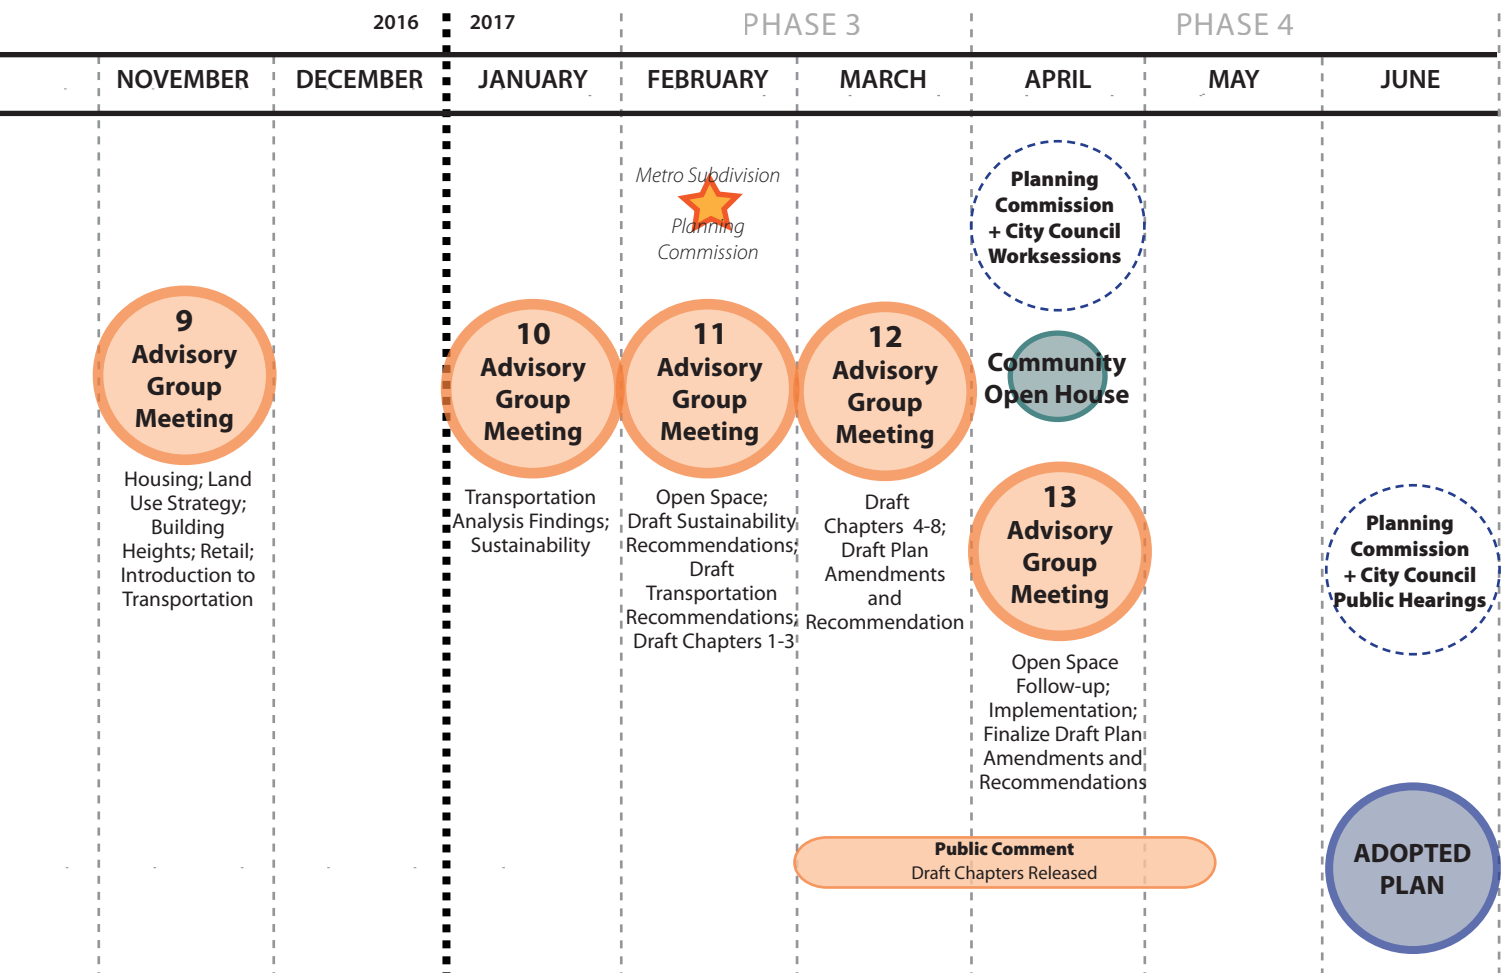 2016
2017
PHASE 3
PHASE 4
NOVEMBER
DECEMBER
JANUARY
FEBRUARY
MARCH
APRIL
MAY
JUNE
Metro Subdivision
Planning
Commission
Planning
Commission
+ City Council
Worksessions
9
Advisory
Group
Meeting
Housing; Land
Use Strategy;
Building
Heights; Retail;
Introduction to
Transportation
10
Advisory
Group
Meeting
Transportation
Analysis Findings;
Sustainability
11
Advisory
Group
Meeting
Open Space;
Draft Sustainability
Recommendations;
Draft
Transportation
Recommendations;
Draft Chapters 1-3
12
Advisory
Group
Meeting
Draft
Chapters 4-8;
Draft Plan
Amendments
and
Recommendation
Community
Open House
13
Advisory
Group
Meeting
Open Space
Follow-up;
Implementation;
Finalize Draft Plan
Amendments and
Recommendations
Planning
Commission
+ City Council
Public Hearings
Public Comment
Draft Chapters Released
ADOPTED
PLAN